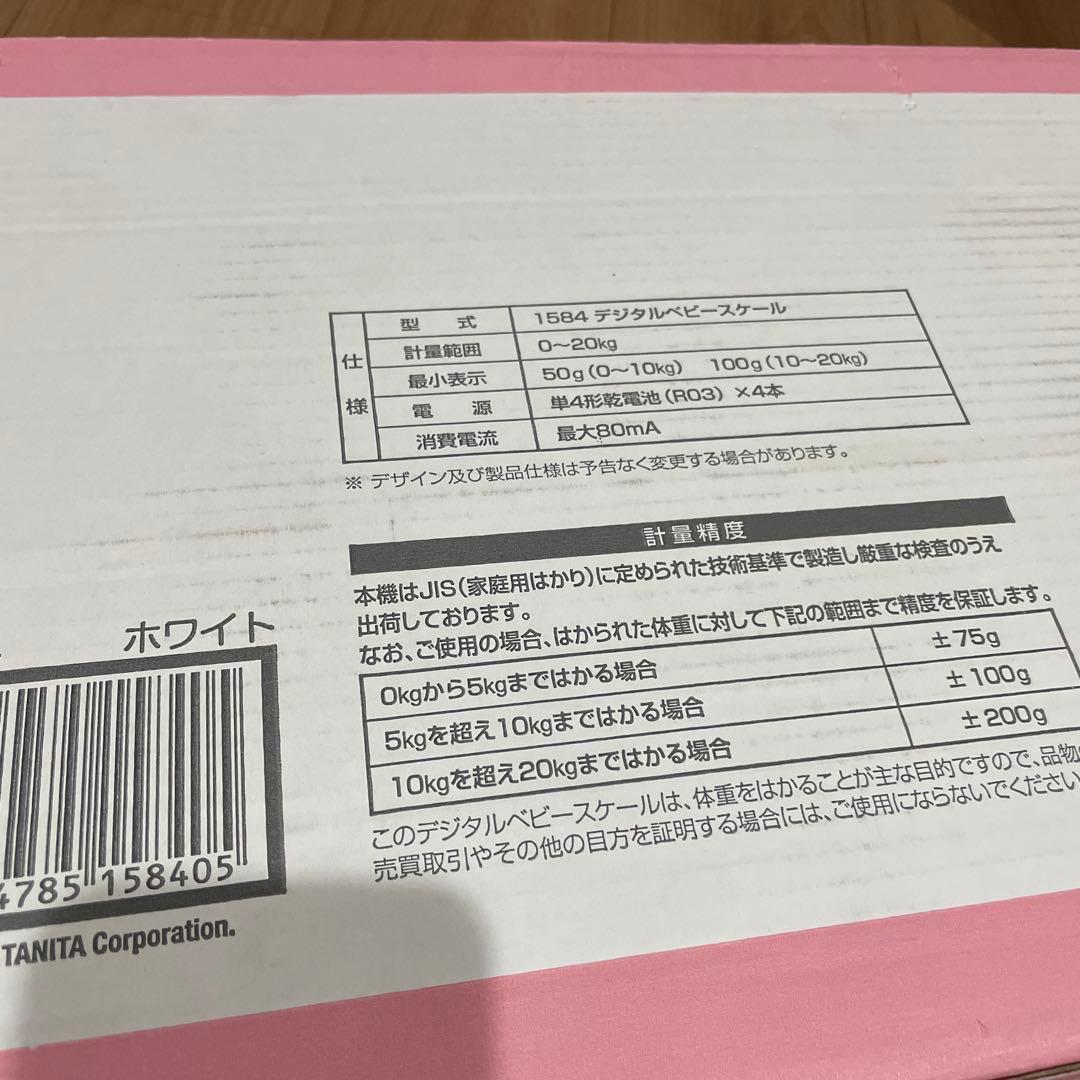 仕様
型 式 1584 デジタルベビースケール
計量範囲 0～20kg
最小表示 50g(0～10kg) 100g(10～20kg)
電 源 単4形乾電池(R03)×4本
消費電流 最大80mA
※ デザイン及び製品仕様は予告なく変更する場合があります。
計量精度
本機はJIS(家庭用はかり)に定められた技術基準で製造し厳重な検査のうえ
出荷しております。
なお、ご使用の場合、はかられた体重に対して下記の範囲まで精度を保証します。
0kgから5kgまではかる場合 ±75g
5kgを超え10kgまではかる場合 ±100g
10kgを超え20kgまではかる場合 ±200g
このデジタルベビースケールは、体重をはかることが主な目的ですので、品物
売買取引やその他の目方を証明する場合には、ご使用にならないでください
ホワイト
4785 158405
TANITA Corporation.